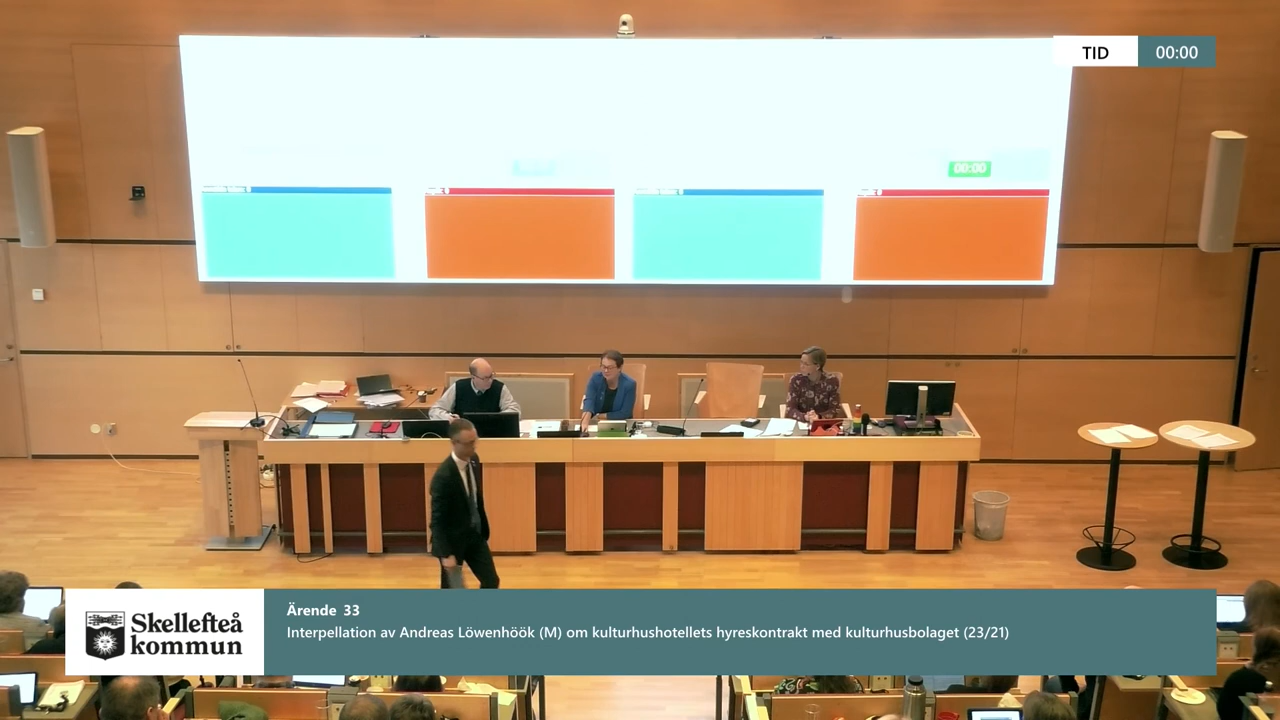 TID 00:00
00:00
Skellefteå
kommun
Ärende 33
Interpellation av Andreas Löwenhöök (M) om kulturhushotellets hyreskontrakt med kulturhusbolaget (23/21)